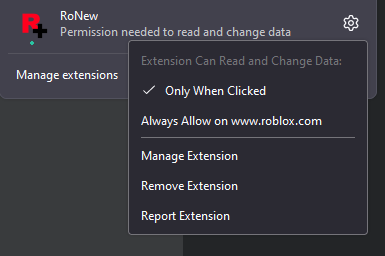 RoNew
Permission needed to read and change data
Manage extensions
Extension Can Read and Change Data:
Only When Clicked
Always Allow on www.roblox.com
Manage Extension
Remove Extension
Report Extension